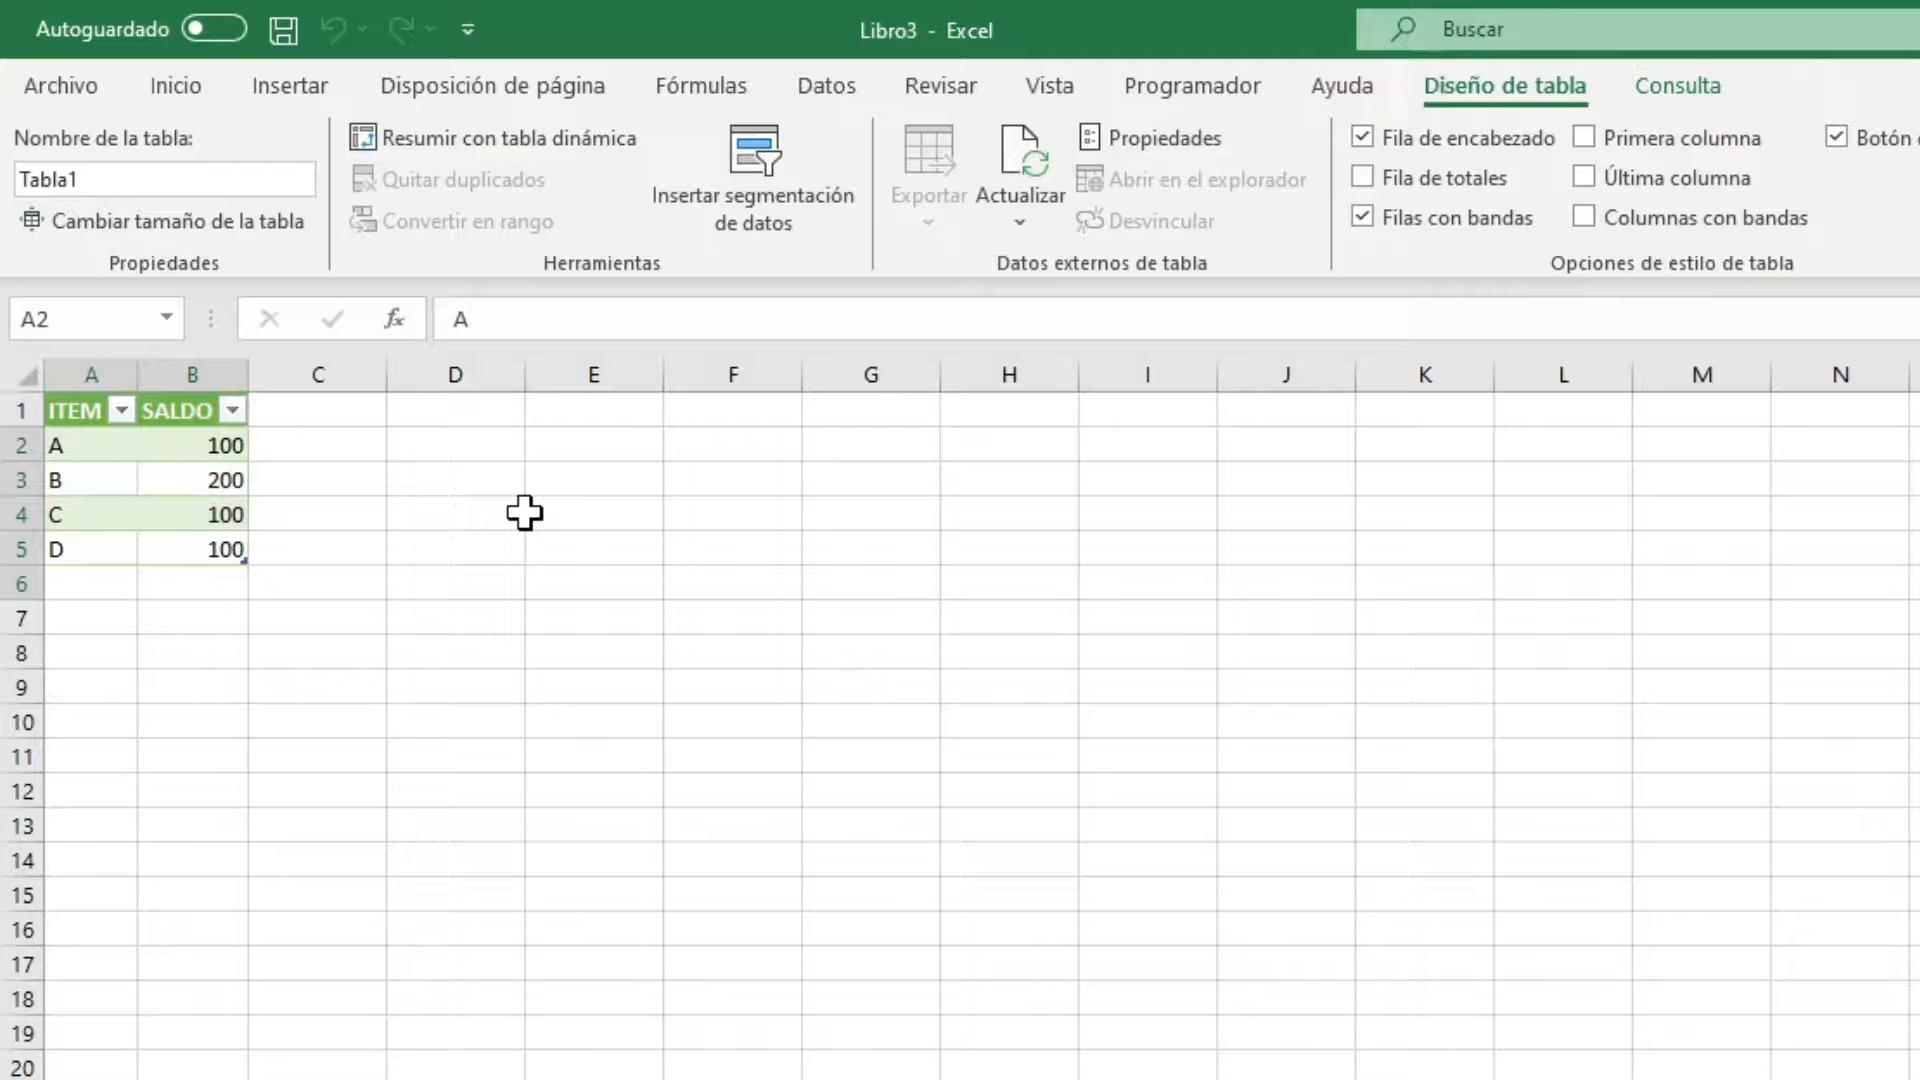 Autoguardado
Libro3 - Excel
Buscar
Archivo Inicio Insertar Disposición de página Fórmulas Datos Revisar Vista Programador Ayuda Diseño de tabla Consulta
Nombre de la tabla:
Tabla1
Cambiar tamaño de la tabla
Propiedades
Resumir con tabla dinámica
Quitar duplicados
Convertir en rango
Insertar segmentación
de datos
Herramientas
Exportar
Actualizar
Propiedades
Abrir en el explorador
Desvincular
Datos externos de tabla
Fila de encabezado
Fila de totales
Filas con bandas
Primera columna
Última columna
Columnas con bandas
Botón
Opciones de estilo de tabla
A2
fx
A
A B C D E F G H I J K L M N
1 ITEM SALDO
2 A 100
3 B 200
4 C 100
5 D 100
6
7
8
9
10
11
12
13
14
15
16
17
18
19
20